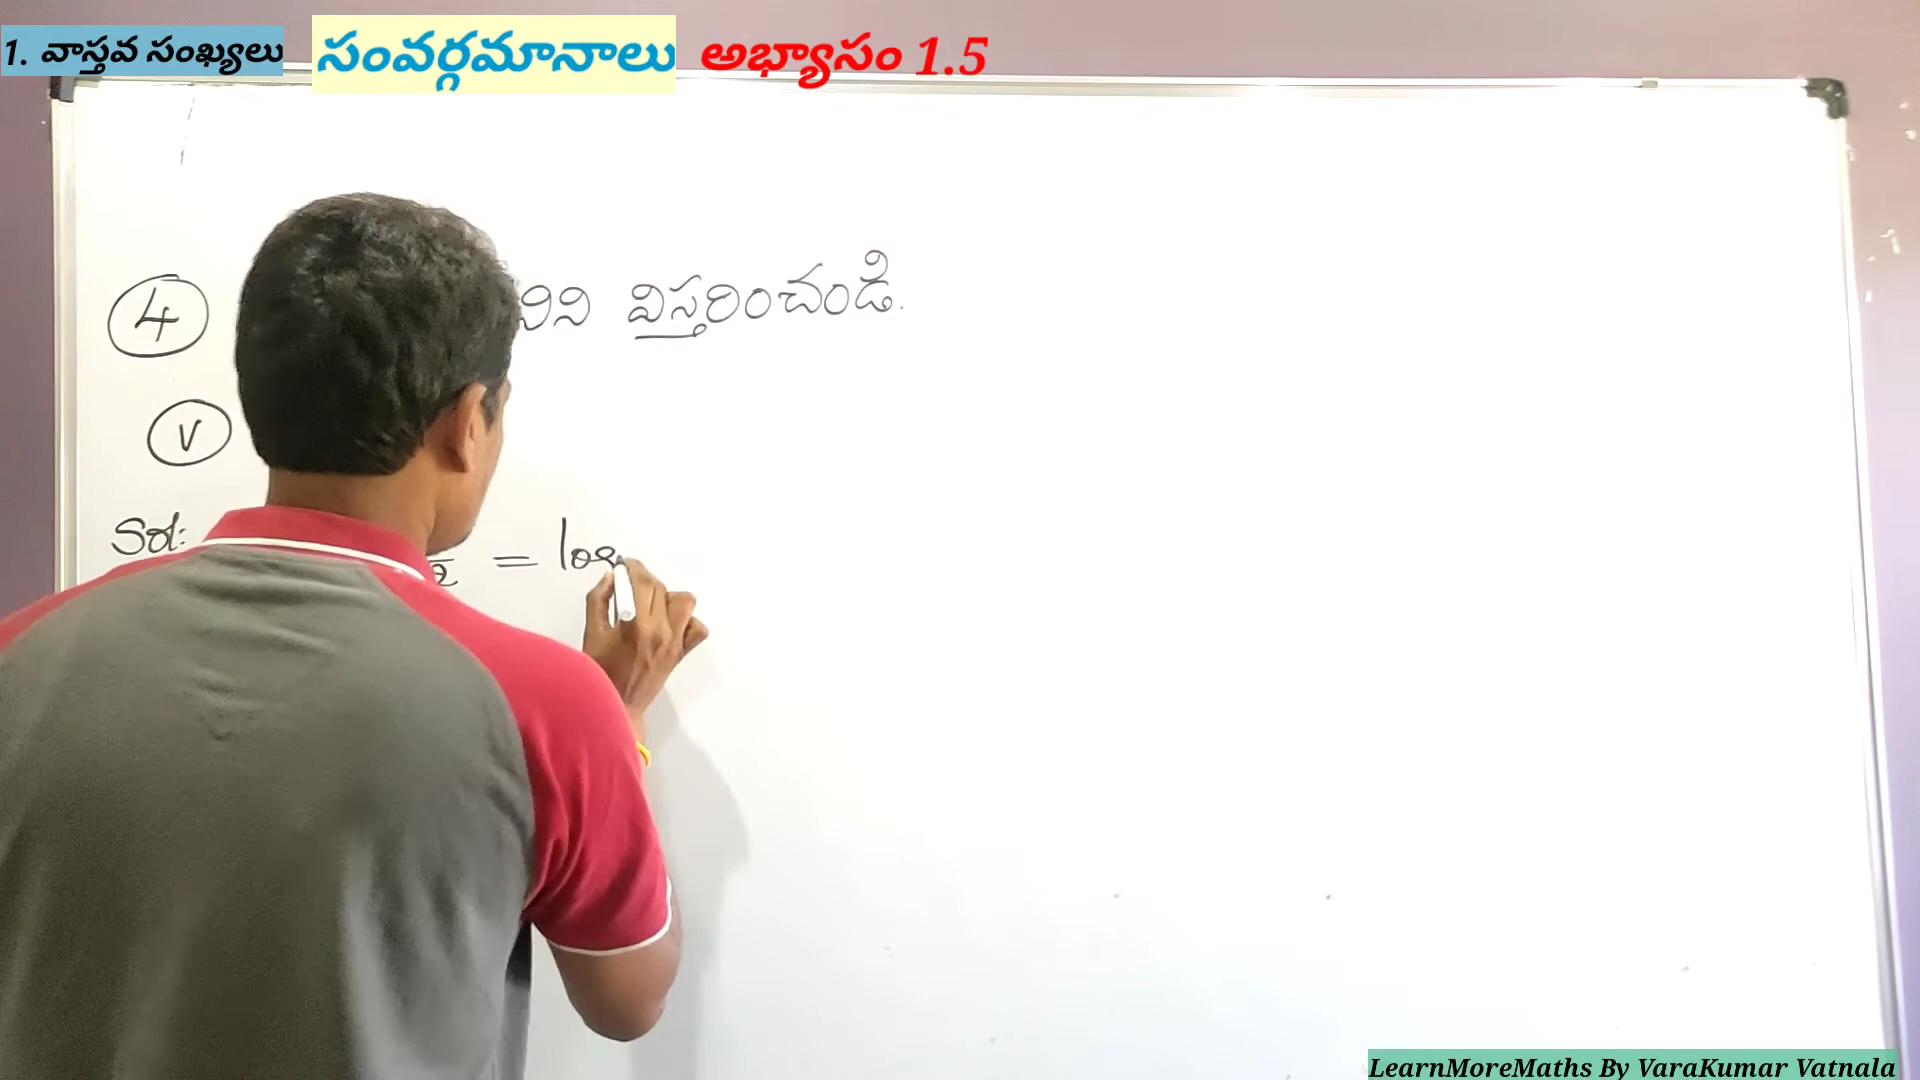 1. వాస్తవ సంఖ్యలు సంవర్గమానాలు అభ్యాసం 1.5
4 విస్తరించండి.
v
Sol: = log
LearnMoreMaths By VaraKumar Vatnala